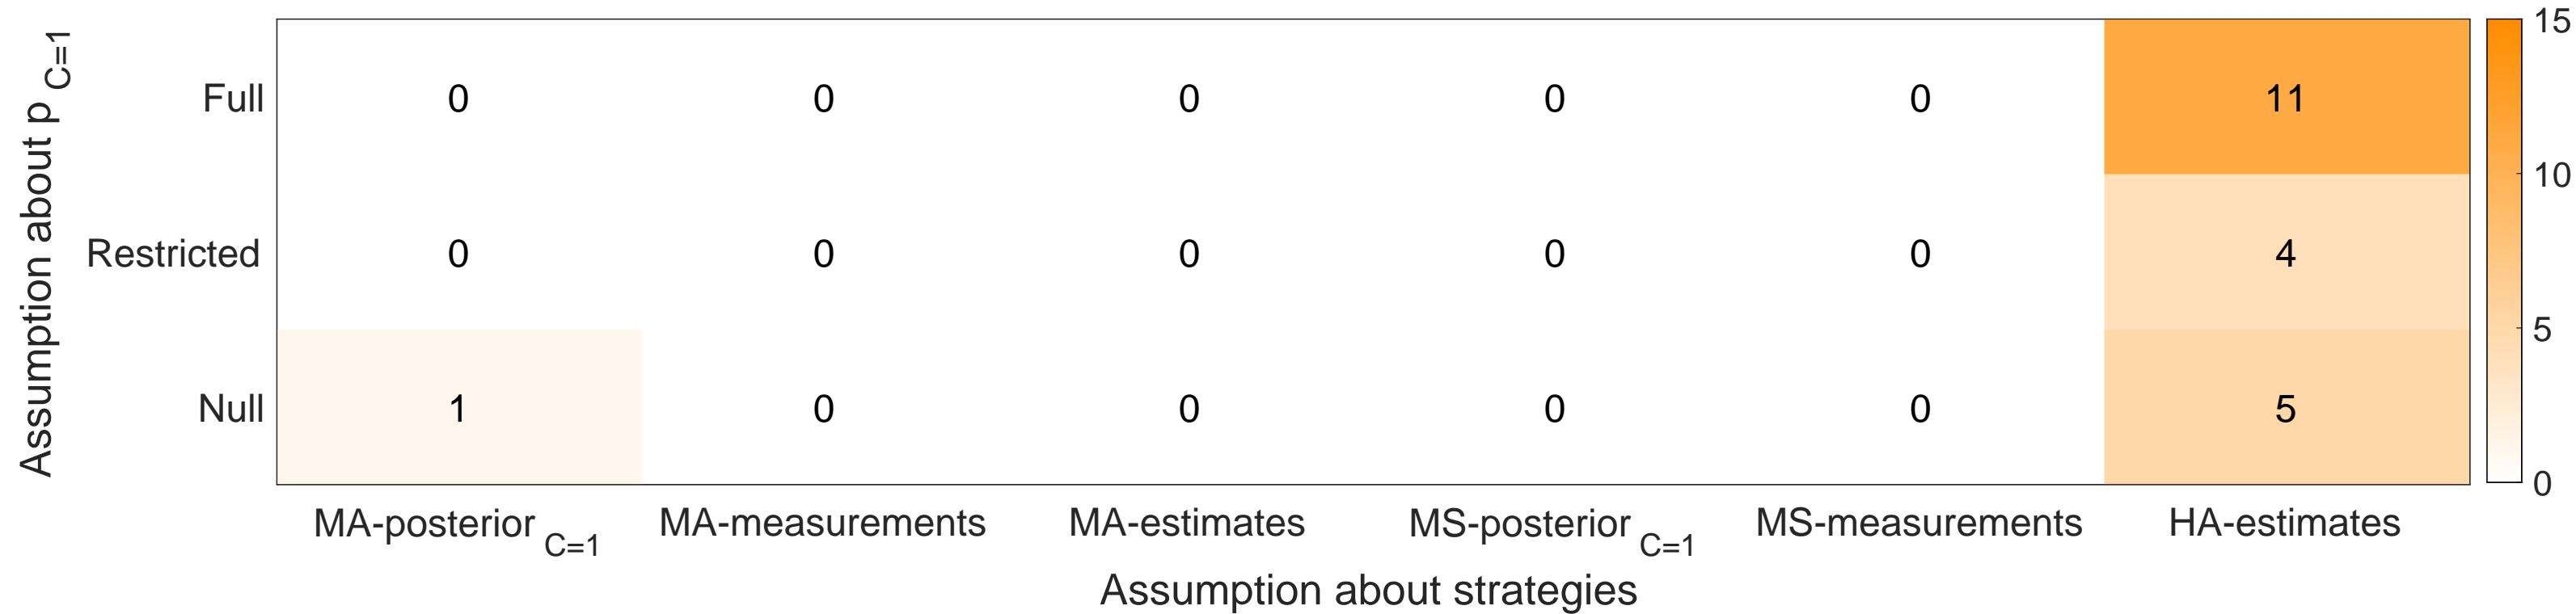 Assumption about p C=1
Full 0 0 0 0 0 11
Restricted 0 0 0 0 0 4
Null 1 0 0 0 0 5
MA-posterior C=1 MA-measurements MA-estimates MS-posterior C=1 MS-measurements HA-estimates
Assumption about strategies
15
10
5
0